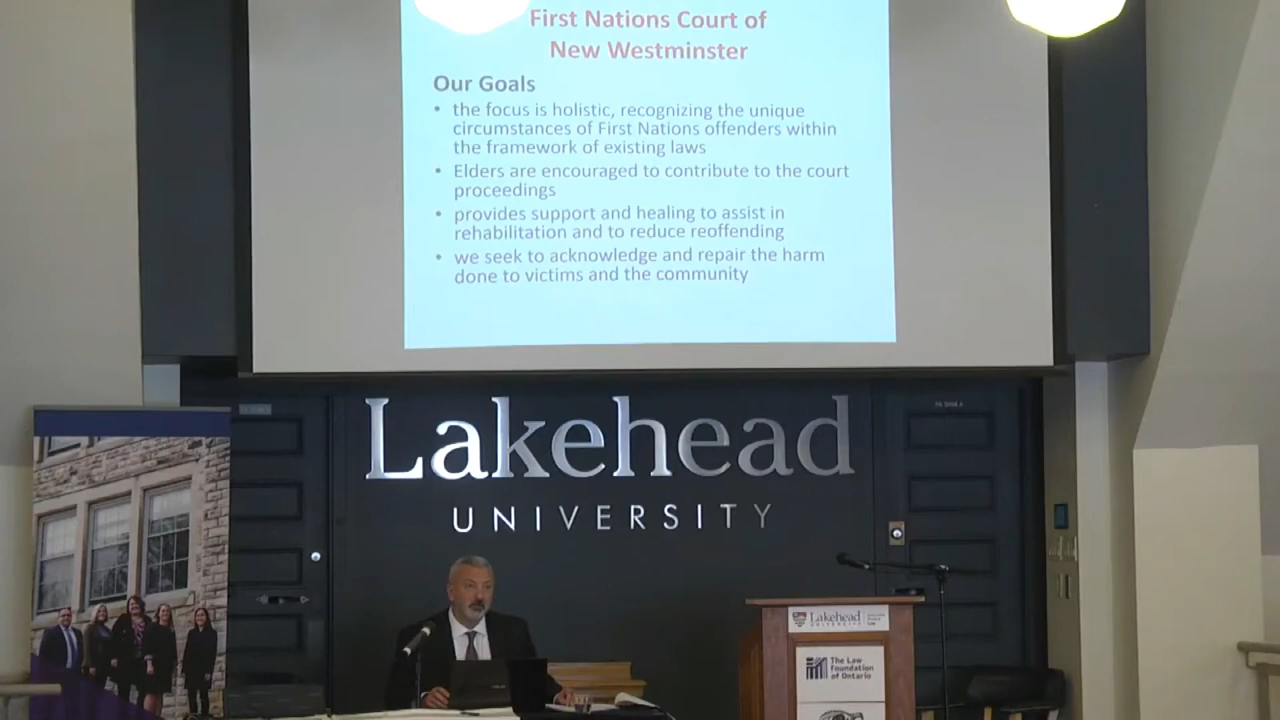 First Nations Court of
New Westminster
Our Goals
• the focus is holistic, recognizing the unique
circumstances of First Nations offenders within
the framework of existing laws
• Elders are encouraged to contribute to the court
proceedings
• provides support and healing to assist in
rehabilitation and to reduce reoffending
• we seek to acknowledge and repair the harm
done to victims and the community
Lakehead
UNIVERSITY
Lakehead
UNIVERSITY
The Law
Foundation
of Ontario